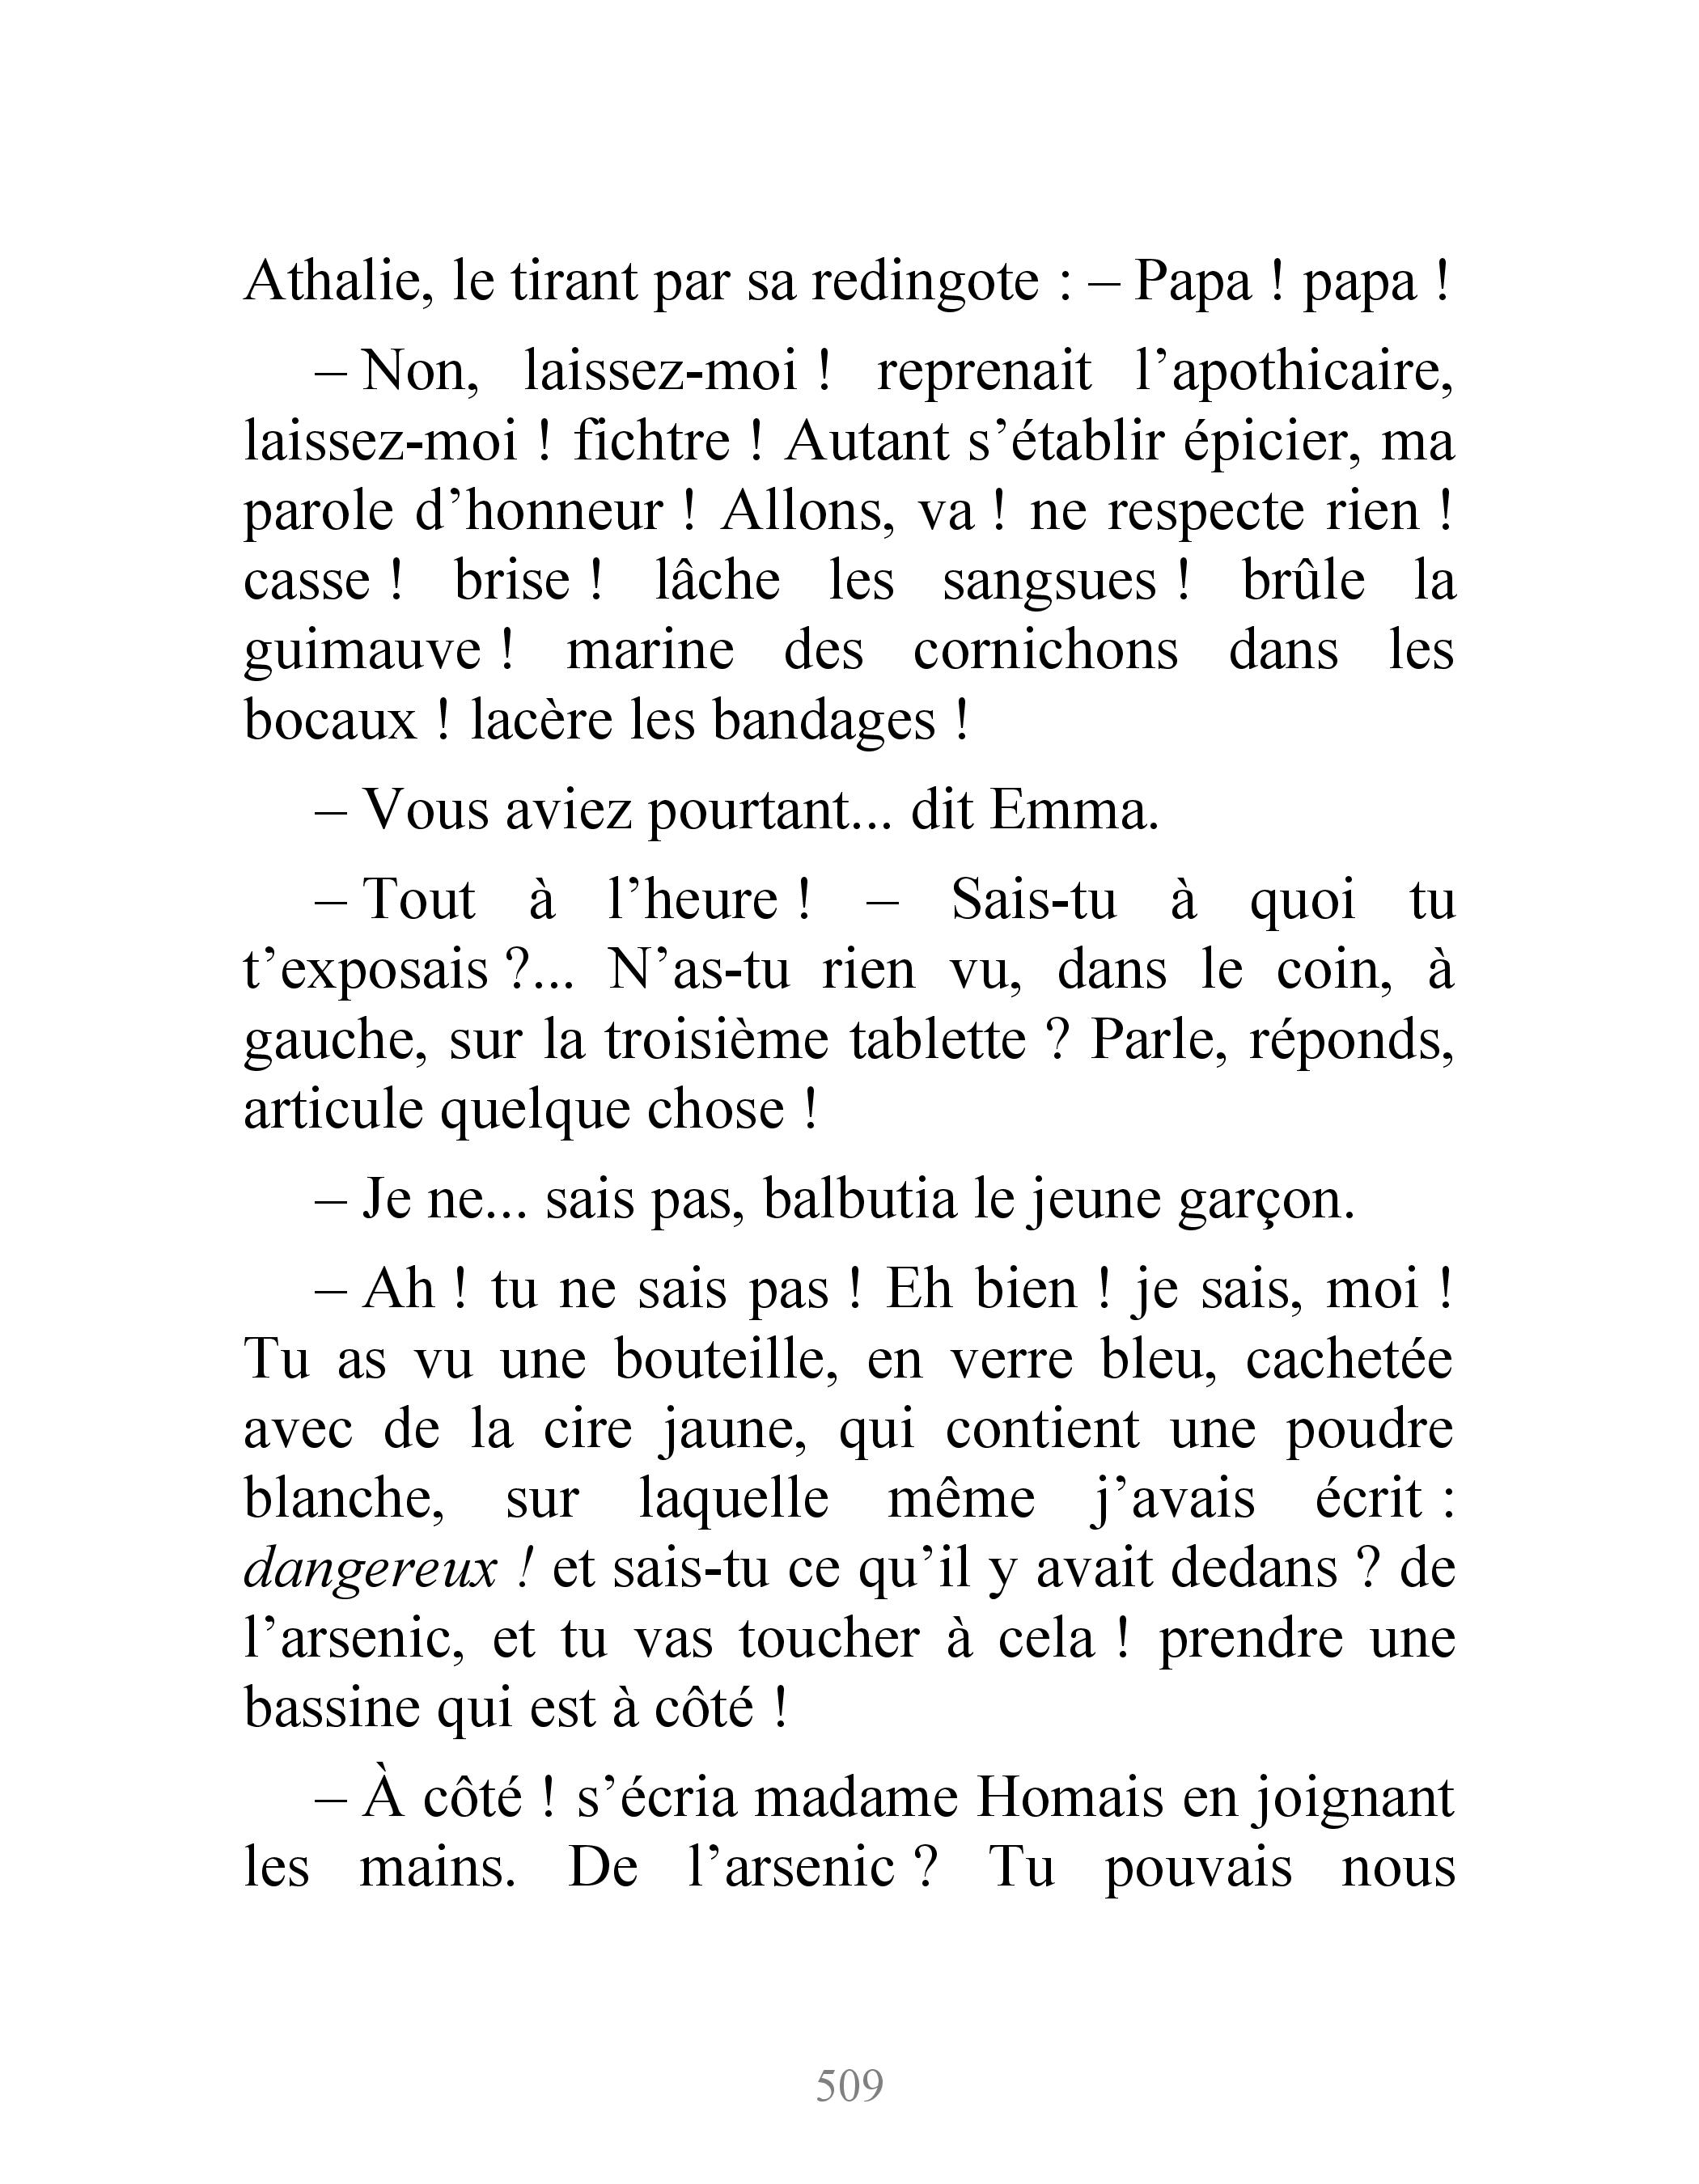 Athalie, le tirant par sa redingote : – Papa ! papa !
– Non, laissez-moi ! reprenait l’apothicaire,
laissez-moi ! fichtre ! Autant s’établir épicier, ma
parole d’honneur ! Allons, va ! ne respecte rien !
casse ! brise ! lâche les sangsues ! brûle la
guimauve ! marine des cornichons dans les
bocaux ! lacère les bandages !
– Vous aviez pourtant... dit Emma.
– Tout à l’heure ! – Sais-tu à quoi tu
t’exposais ?... N’as-tu rien vu, dans le coin, à
gauche, sur la troisième tablette ? Parle, réponds,
articule quelque chose !
– Je ne... sais pas, balbutia le jeune garçon.
– Ah ! tu ne sais pas ! Eh bien ! je sais, moi !
Tu as vu une bouteille, en verre bleu, cachetée
avec de la cire jaune, qui contient une poudre
blanche, sur laquelle même j’avais écrit :
dangereux ! et sais-tu ce qu’il y avait dedans ? de
l’arsenic, et tu vas toucher à cela ! prendre une
bassine qui est à côté !
– À côté ! s’écria madame Homais en joignant
les mains. De l’arsenic ? Tu pouvais nous
509